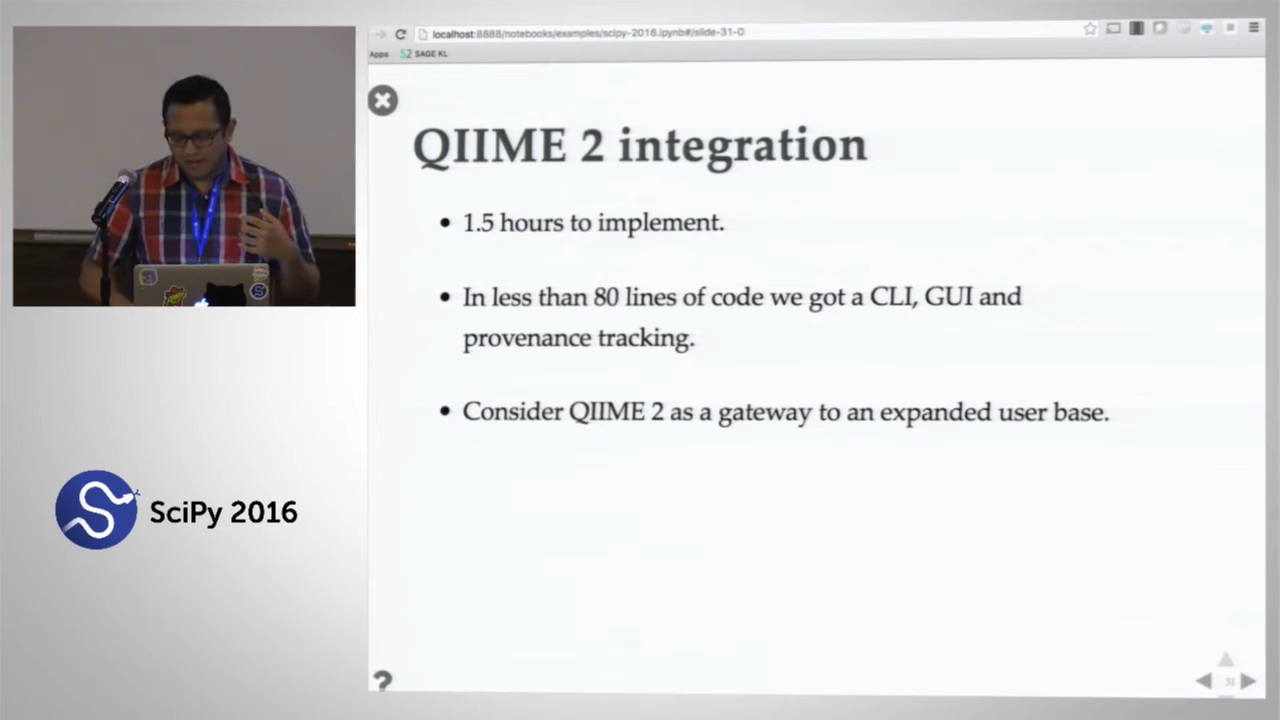 localhost:8888/notebooks/examples/scipy-2016.ipynb#/slide-31-0
Apps S2 SAGE KL
QIIME 2 integration
• 1.5 hours to implement.
• In less than 80 lines of code we got a CLI, GUI and
provenance tracking.
• Consider QIIME 2 as a gateway to an expanded user base.
SciPy 2016
?
31